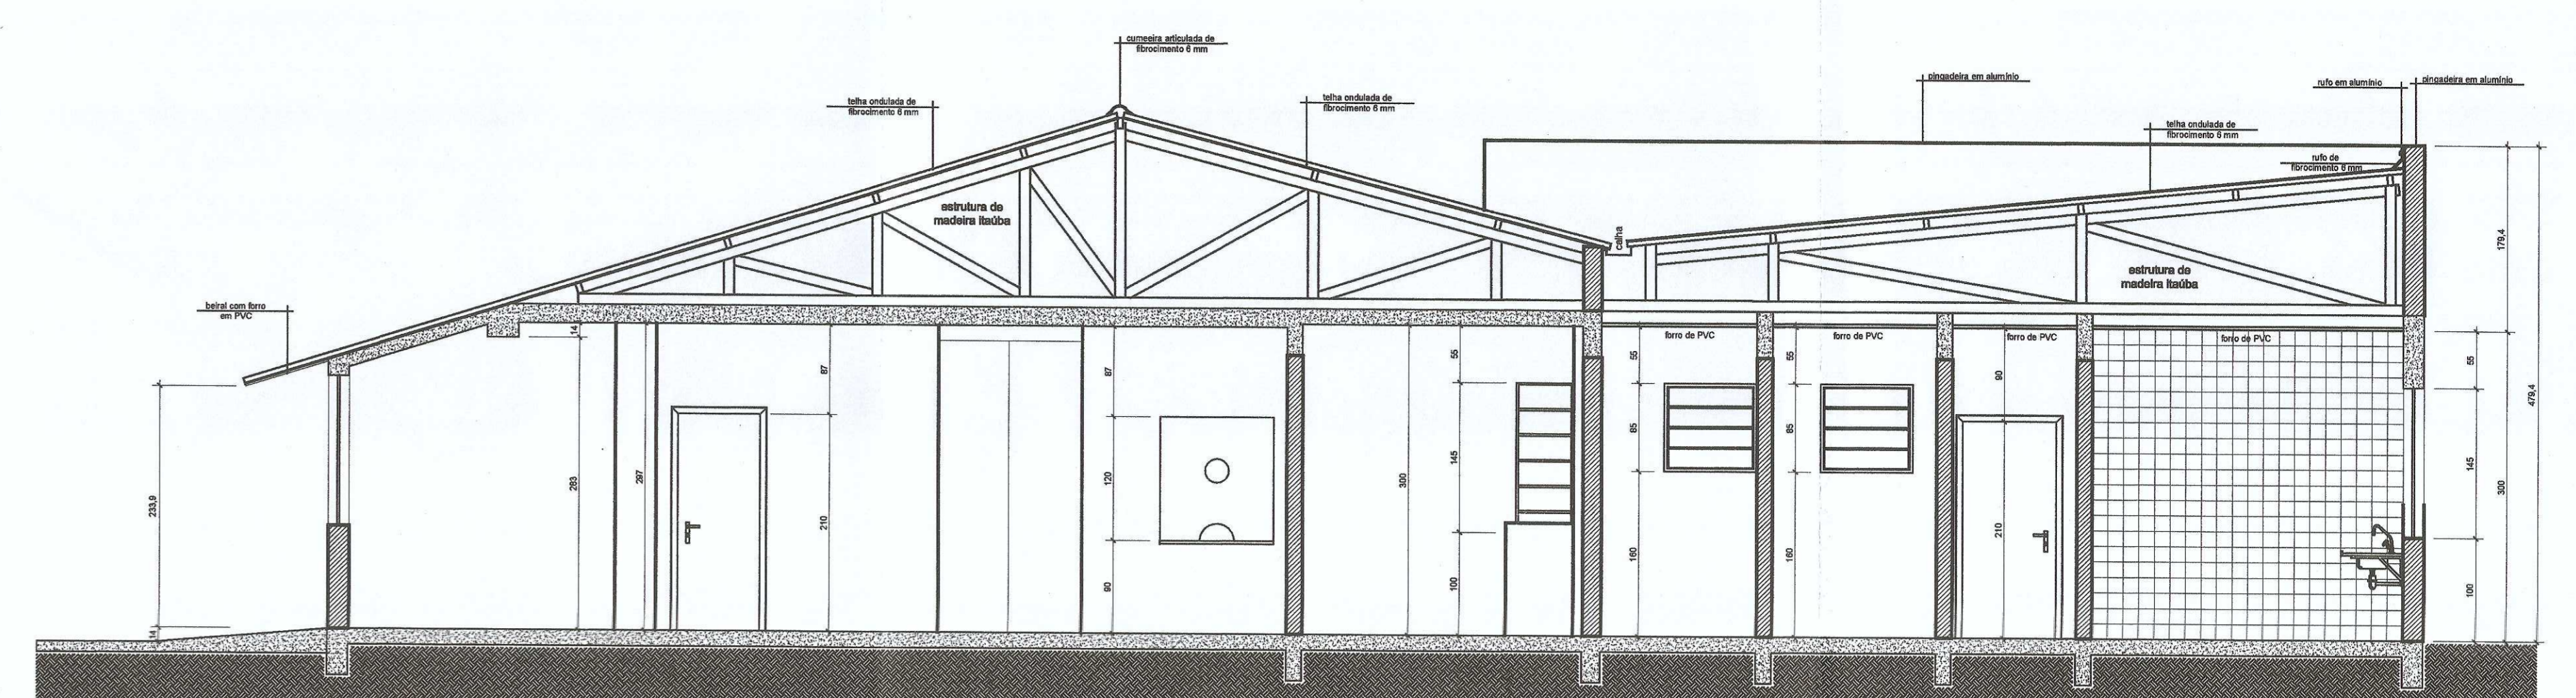 cumeeira articulada de
fibrocimento 6 mm
telha ondulada de
fibrocimento 6 mm
telha ondulada de
fibrocimento 6 mm
pingadeira em alumínio
rufo em alumínio
pingadeira em alumínio
telha ondulada de
fibrocimento 6 mm
rufo de
fibrocimento 6 mm
estrutura de
madeira itaúba
calha
estrutura de
madeira itaúba
beiral com forro
em PVC
forro de PVC
forro de PVC
forro de PVC
forro de PVC
233,9
14
14
283
297
87
210
87
120
90
300
55
145
100
55
85
160
55
85
160
90
210
55
145
100
179,4
300
479,4